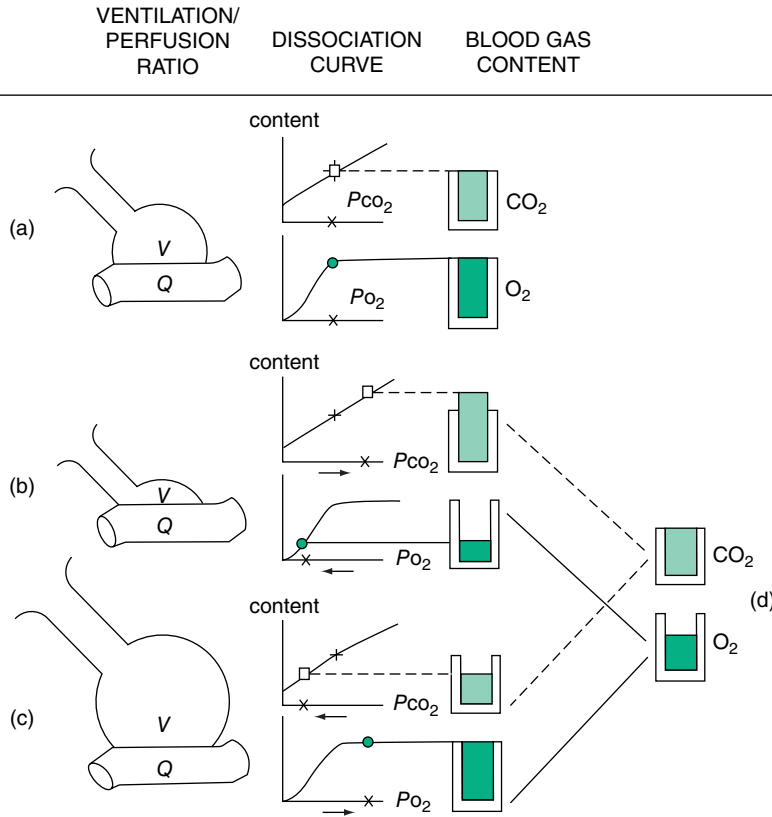 VENTILATION/
PERFUSION
RATIO
DISSOCIATION
CURVE
BLOOD GAS
CONTENT
(a)
V
Q
content
Pco₂
Po₂
CO₂
O₂
(b)
V
Q
content
Pco₂
Po₂
(c)
V
Q
content
Pco₂
Po₂
CO₂
(d)
O₂